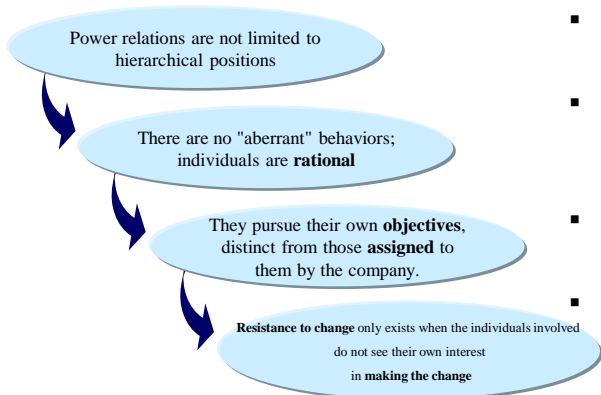 Power relations are not limited to
hierarchical positions
There are no "aberrant" behaviors;
individuals are rational
They pursue their own objectives,
distinct from those assigned to
them by the company.
Resistance to change only exists when the individuals involved
do not see their own interest
in making the change